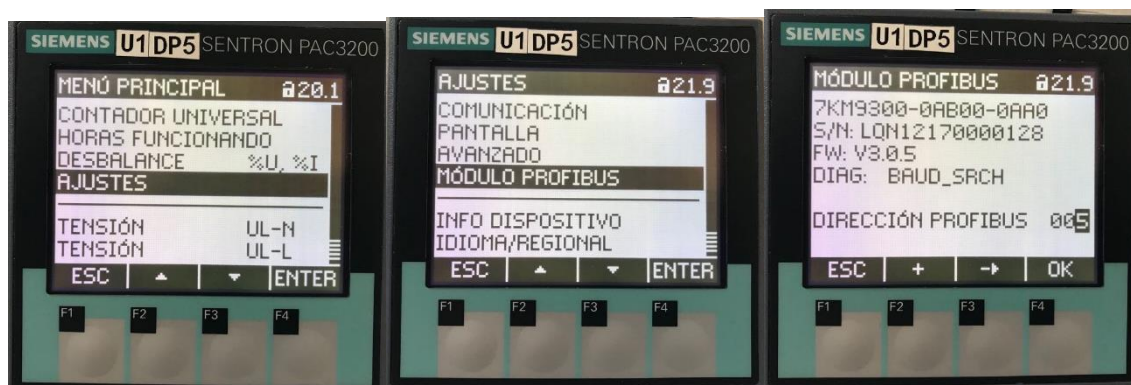 SIEMENS U1 DP5 SENTRON PAC3200
MENÚ PRINCIPAL 20.1
CONTADOR UNIVERSAL
HORAS FUNCIONANDO
DESBALANCE %U, %I
AJUSTES
TENSIÓN UL-N
TENSIÓN UL-L
ESC ▲ ▼ ENTER
F1 F2 F3 F4
SIEMENS U1 DP5 SENTRON PAC3200
AJUSTES 21.9
COMUNICACIÓN
PANTALLA
AVANZADO
MÓDULO PROFIBUS
INFO DISPOSITIVO
IDIOMA/REGIONAL
ESC ▲ ▼ ENTER
F1 F2 F3 F4
SIEMENS U1 DP5 SENTRON PAC3200
MÓDULO PROFIBUS 21.9
7KM9300-0AB00-0AA0
S/N: LQN12170000128
FW: V3.0.5
DIAG: BAUD_SRCH
DIRECCIÓN PROFIBUS 005
ESC + → OK
F1 F2 F3 F4